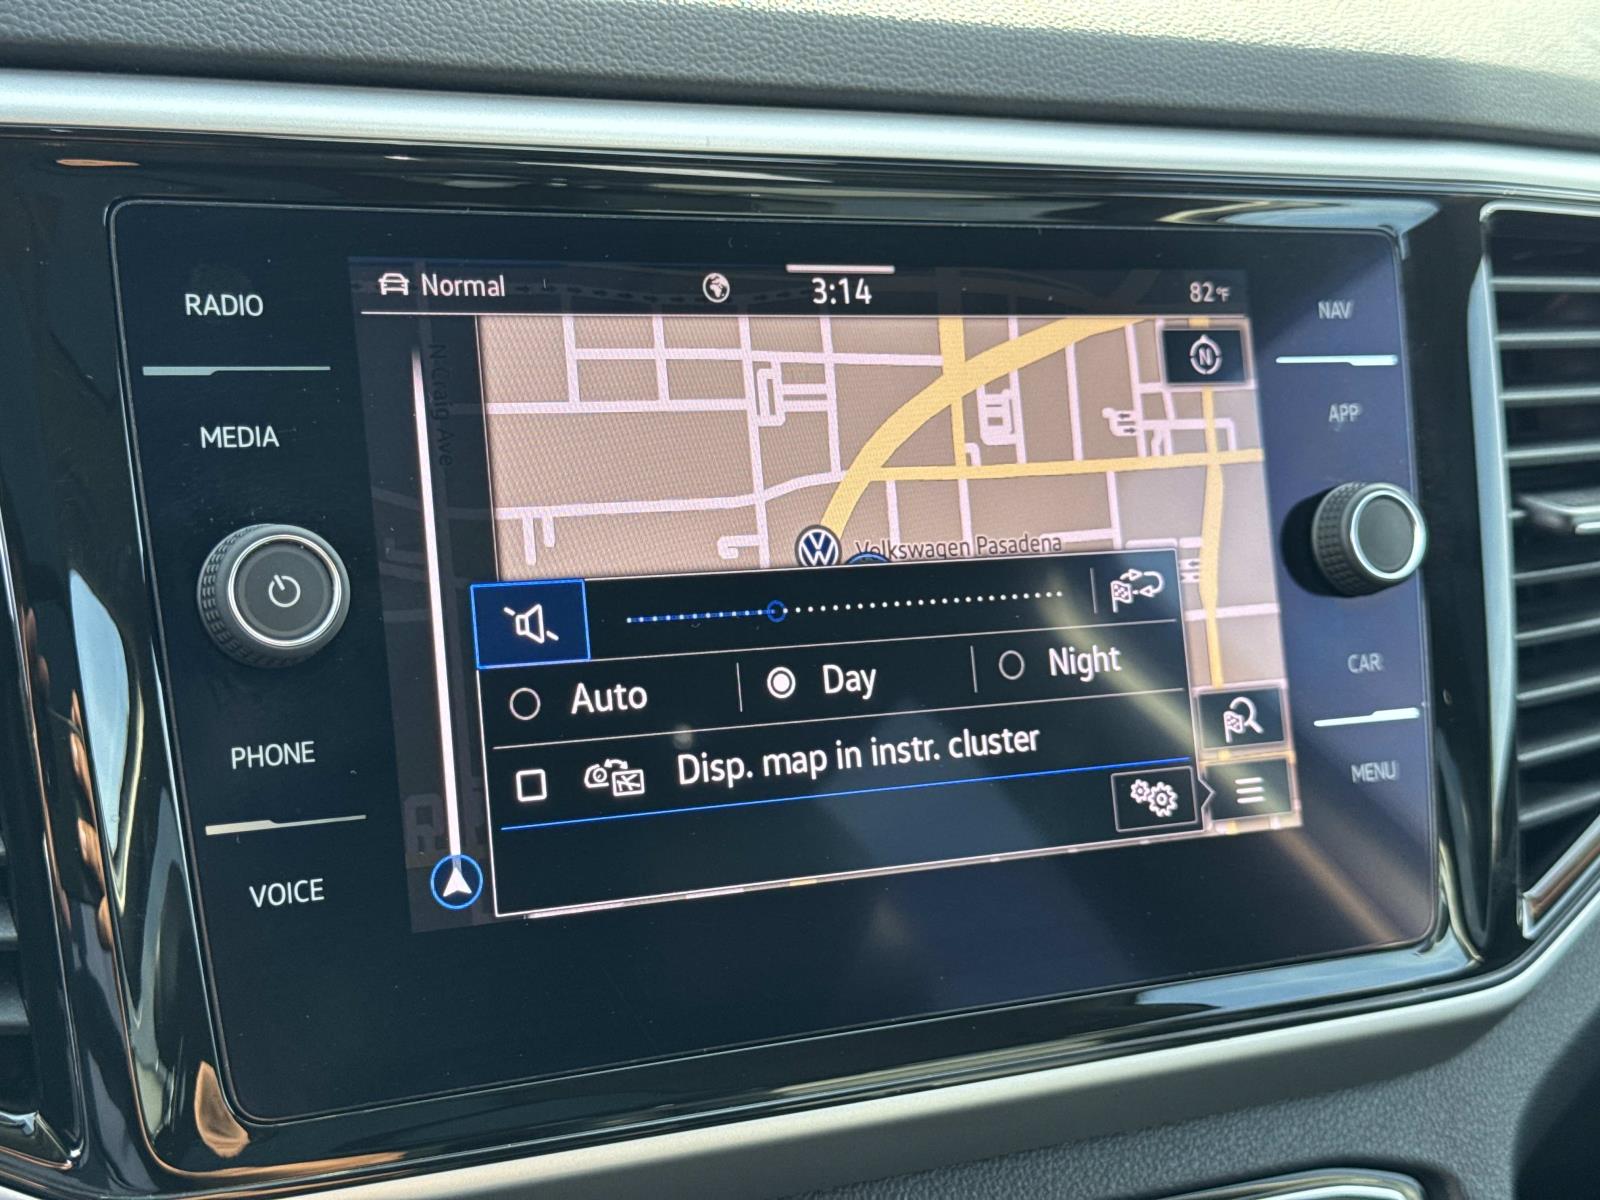 RADIO
MEDIA
PHONE
VOICE
Normal
3:14
82°F
N Craig Ave
N
Volkswagen Pasadena
Auto
Day
Night
Disp. map in instr. cluster
NAV
APP
CAR
MENU